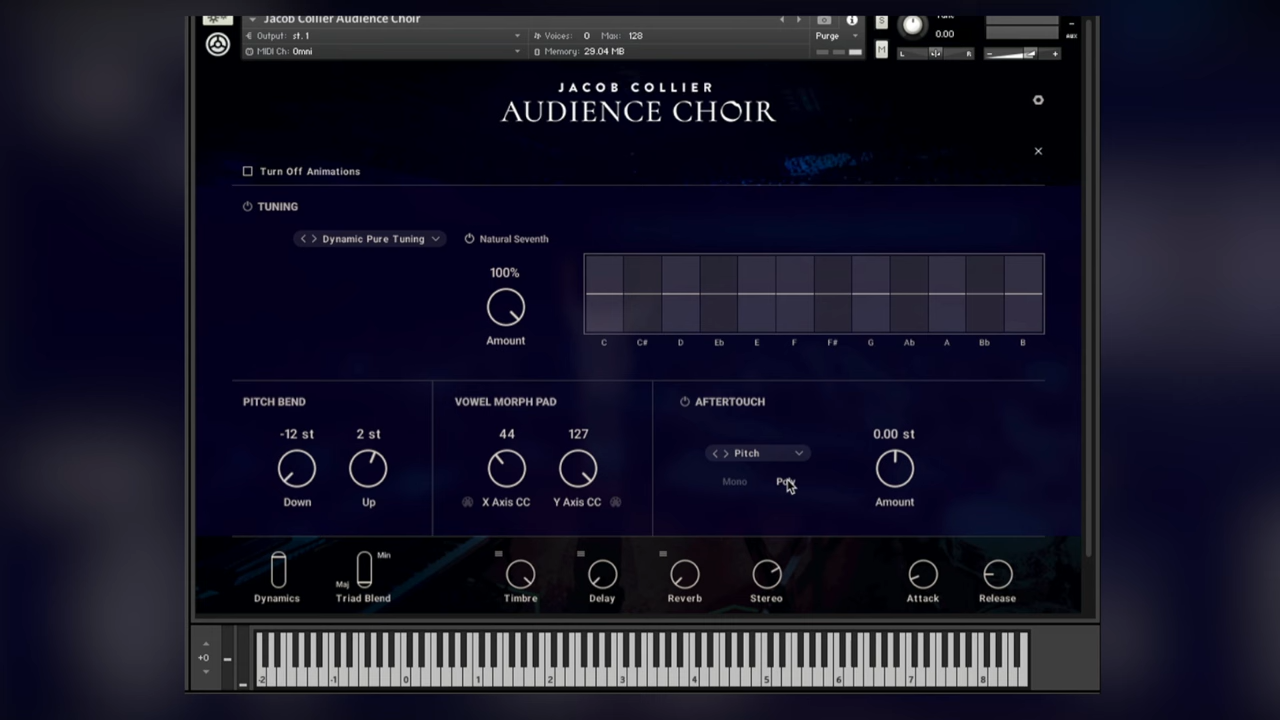 Jacob Collier Audience Choir
Output: st.1
Voices: 0 Max: 128
Purge
MIDI Ch: Omni
Memory: 29.04 MB
S
M
0.00
L R
- +
AUX
JACOB COLLIER
AUDIENCE CHOIR
Turn Off Animations
TUNING
Dynamic Pure Tuning
Natural Seventh
100%
Amount
C C# D Eb E F F# G Ab A Bb B
PITCH BEND
-12 st 2 st
Down Up
VOWEL MORPH PAD
44 127
X Axis CC Y Axis CC
AFTERTOUCH
Pitch
Mono Poly
0.00 st
Amount
Min
Maj
Dynamics Triad Blend Timbre Delay Reverb Stereo Attack Release
+0
-2 -1 0 1 2 3 4 5 6 7 8